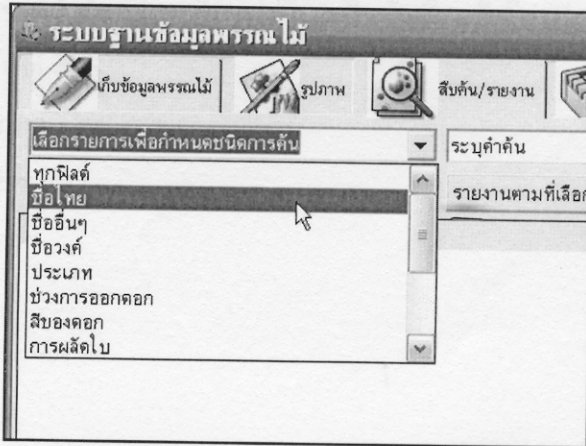 ระบบฐานข้อมูลพรรณไม้
เก็บข้อมูลพรรณไม้ รูปภาพ สืบค้น/รายงาน
เลือกรายการเพื่อกำหนดชนิดการค้น ระบุคำค้น
ทุกฟิลด์
ชื่อไทย รายงานตามที่เลือก
ชื่ออื่นๆ
ชื่อวงศ์
ประเภท
ช่วงการออกดอก
สีของดอก
การผลัดใบ